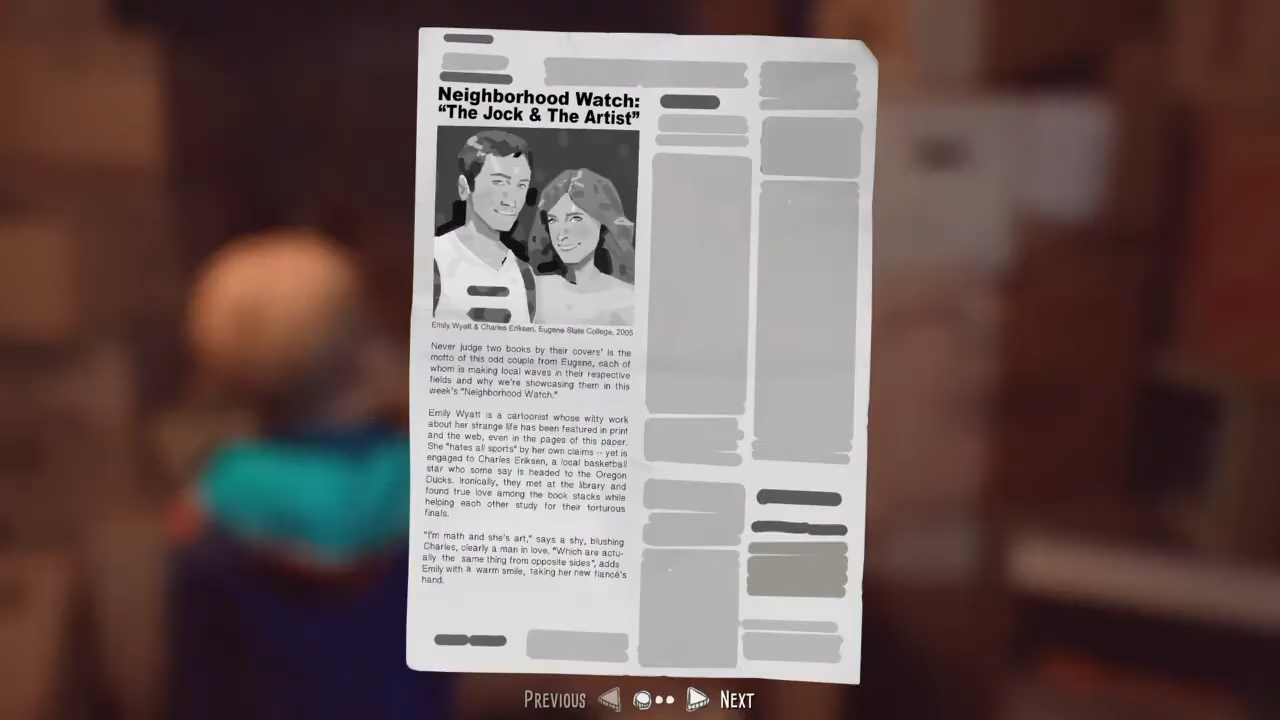 Neighborhood Watch:
“The Jock & The Artist”
Emily Wyatt & Charles Eriksen, Eugene State College, 2005
Never judge two books by their covers' is the
motto of this odd couple from Eugene, each of
whom is making local waves in their respective
fields and why we're showcasing them in this
week's "Neighborhood Watch."
Emily Wyatt is a cartoonist whose witty work
about her strange life has been featured in print
and the web, even in the pages of this paper.
She "hates all sports" by her own claims -- yet is
engaged to Charles Eriksen, a local basketball
star who some say is headed to the Oregon
Ducks. Ironically, they met at the library and
found true love among the book stacks while
helping each other study for their torturous
finals.
"I'm math and she's art," says a shy, blushing
Charles, clearly a man in love. "Which are actu-
ally the same thing from opposite sides", adds
Emily with a warm smile, taking her new fiancé's
hand.
Previous Next